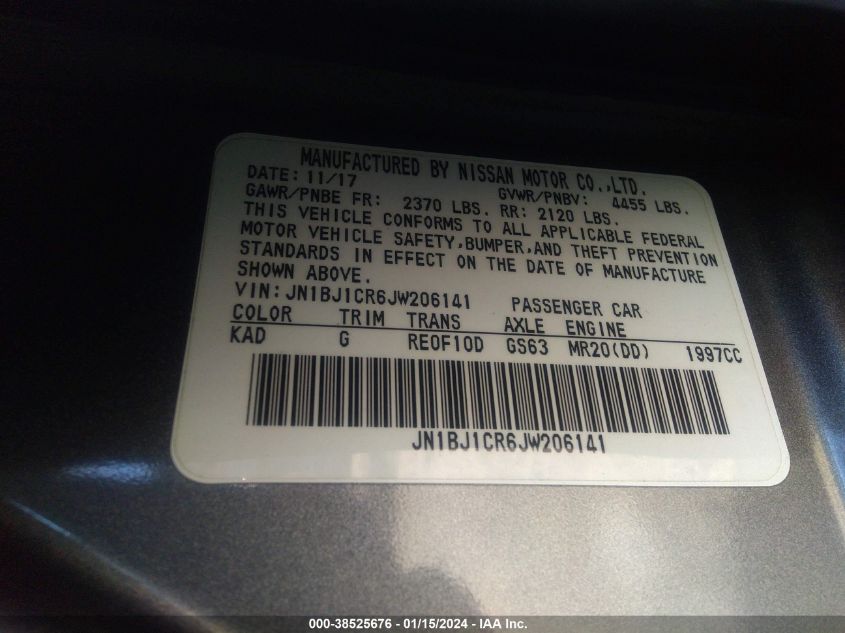 MANUFACTURED BY NISSAN MOTOR CO.,LTD.
DATE: 11/17 GVWR/PNBV: 4455 LBS.
GAWR/PNBE FR: 2370 LBS. RR: 2120 LBS.
THIS VEHICLE CONFORMS TO ALL APPLICABLE FEDERAL
MOTOR VEHICLE SAFETY,BUMPER,AND THEFT PREVENTION
STANDARDS IN EFFECT ON THE DATE OF MANUFACTURE
SHOWN ABOVE.
VIN: JN1BJ1CR6JW206141 PASSENGER CAR
COLOR TRIM TRANS AXLE ENGINE
KAD G RE0F10D GS63 MR20(DD) 1997CC
JN1BJ1CR6JW206141
000-38525676 - 01/15/2024 - IAA Inc.